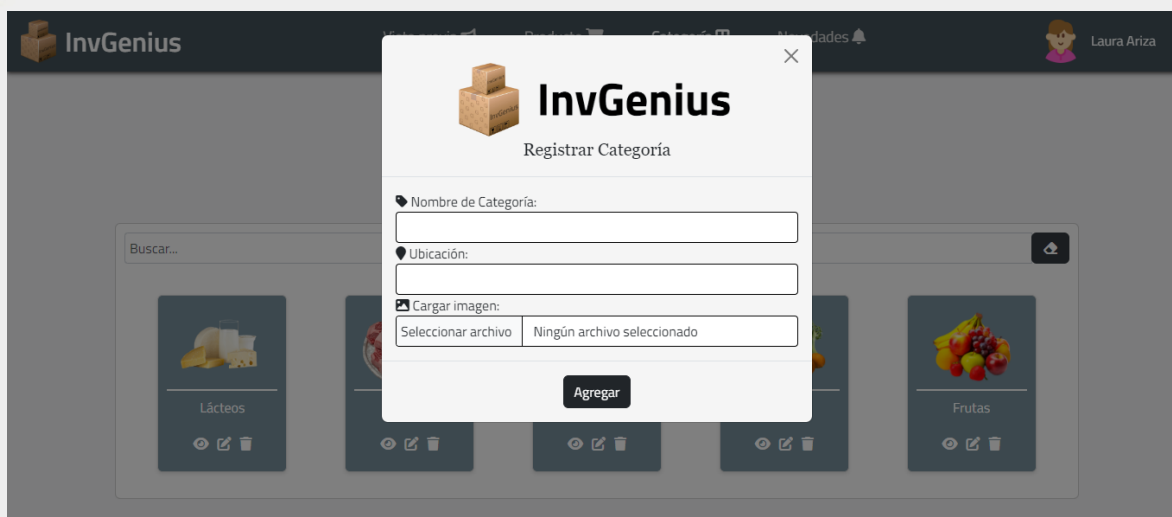 InvGenius
Laura Ariza
InvGenius
Registrar Categoría
Nombre de Categoría:
Ubicación:
Cargar imagen:
Seleccionar archivo Ningún archivo seleccionado
Agregar
Buscar...
Lácteos
Frutas